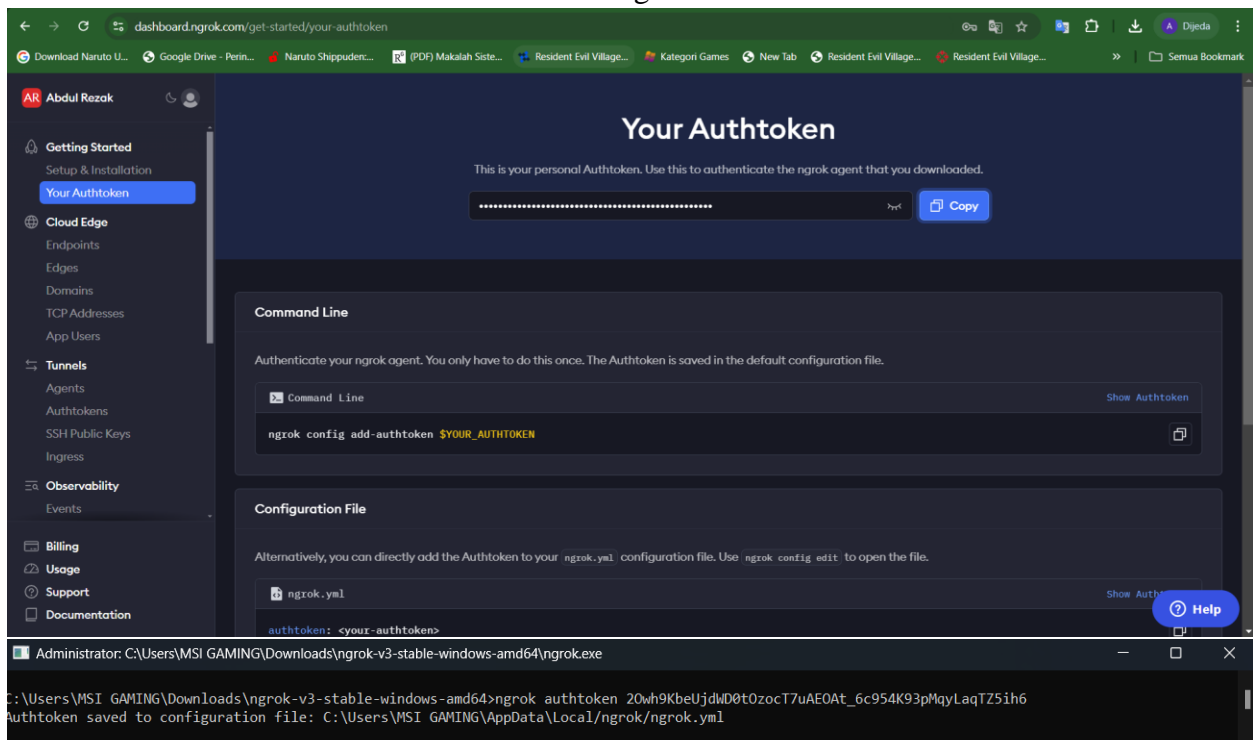 dashboard.ngrok.com/get-started/your-authtoken
Dijeda
Download Naruto U... Google Drive - Perin... Naruto Shippuden:... (PDF) Makalah Siste... Resident Evil Village... Kategori Games New Tab Resident Evil Village... Resident Evil Village... » Semua Bookmark
AR Abdul Rezak
Getting Started
Setup & Installation
Your Authtoken
Cloud Edge
Endpoints
Edges
Domains
TCP Addresses
App Users
Tunnels
Agents
Authtokens
SSH Public Keys
Ingress
Observability
Events
Billing
Usage
Support
Documentation
Your Authtoken
This is your personal Authtoken. Use this to authenticate the ngrok agent that you downloaded.
Copy
Command Line
Authenticate your ngrok agent. You only have to do this once. The Authtoken is saved in the default configuration file.
Command Line Show Authtoken
ngrok config add-authtoken $YOUR_AUTHTOKEN
Configuration File
Alternatively, you can directly add the Authtoken to your ngrok.yml configuration file. Use ngrok config edit to open the file.
ngrok.yml Show
authtoken: <your-authtoken>
Help
Administrator: C:\Users\MSI GAMING\Downloads\ngrok-v3-stable-windows-amd64\ngrok.exe
C:\Users\MSI GAMING\Downloads\ngrok-v3-stable-windows-amd64>ngrok authtoken 2Owh9KbeUjdWD0tOzocT7uAEOAt_6c954K93pMqyLaqTZ5ih6
Authtoken saved to configuration file: C:\Users\MSI GAMING\AppData\Local/ngrok/ngrok.yml